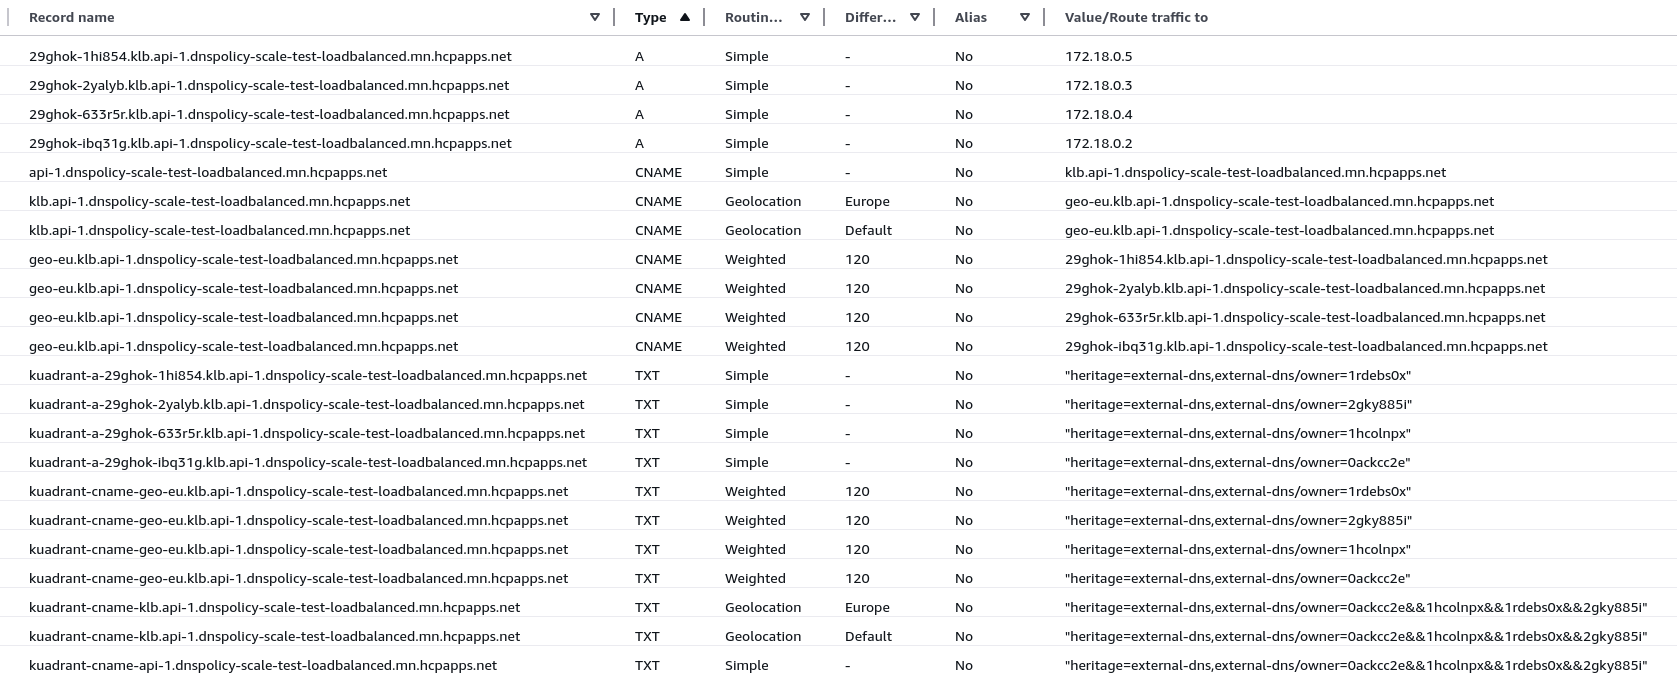 Record name Type Routin... Differ... Alias Value/Route traffic to
29ghok-1hi854.klb.api-1.dnspolicy-scale-test-loadbalanced.mn.hcpapps.net A Simple - No 172.18.0.5
29ghok-2yalyb.klb.api-1.dnspolicy-scale-test-loadbalanced.mn.hcpapps.net A Simple - No 172.18.0.3
29ghok-633r5r.klb.api-1.dnspolicy-scale-test-loadbalanced.mn.hcpapps.net A Simple - No 172.18.0.4
29ghok-ibq31g.klb.api-1.dnspolicy-scale-test-loadbalanced.mn.hcpapps.net A Simple - No 172.18.0.2
api-1.dnspolicy-scale-test-loadbalanced.mn.hcpapps.net CNAME Simple - No klb.api-1.dnspolicy-scale-test-loadbalanced.mn.hcpapps.net
klb.api-1.dnspolicy-scale-test-loadbalanced.mn.hcpapps.net CNAME Geolocation Europe No geo-eu.klb.api-1.dnspolicy-scale-test-loadbalanced.mn.hcpapps.net
klb.api-1.dnspolicy-scale-test-loadbalanced.mn.hcpapps.net CNAME Geolocation Default No geo-eu.klb.api-1.dnspolicy-scale-test-loadbalanced.mn.hcpapps.net
geo-eu.klb.api-1.dnspolicy-scale-test-loadbalanced.mn.hcpapps.net CNAME Weighted 120 No 29ghok-1hi854.klb.api-1.dnspolicy-scale-test-loadbalanced.mn.hcpapps.net
geo-eu.klb.api-1.dnspolicy-scale-test-loadbalanced.mn.hcpapps.net CNAME Weighted 120 No 29ghok-2yalyb.klb.api-1.dnspolicy-scale-test-loadbalanced.mn.hcpapps.net
geo-eu.klb.api-1.dnspolicy-scale-test-loadbalanced.mn.hcpapps.net CNAME Weighted 120 No 29ghok-633r5r.klb.api-1.dnspolicy-scale-test-loadbalanced.mn.hcpapps.net
geo-eu.klb.api-1.dnspolicy-scale-test-loadbalanced.mn.hcpapps.net CNAME Weighted 120 No 29ghok-ibq31g.klb.api-1.dnspolicy-scale-test-loadbalanced.mn.hcpapps.net
kuadrant-a-29ghok-1hi854.klb.api-1.dnspolicy-scale-test-loadbalanced.mn.hcpapps.net TXT Simple - No "heritage=external-dns,external-dns/owner=1rdebs0x"
kuadrant-a-29ghok-2yalyb.klb.api-1.dnspolicy-scale-test-loadbalanced.mn.hcpapps.net TXT Simple - No "heritage=external-dns,external-dns/owner=2gky885i"
kuadrant-a-29ghok-633r5r.klb.api-1.dnspolicy-scale-test-loadbalanced.mn.hcpapps.net TXT Simple - No "heritage=external-dns,external-dns/owner=1hcolnpx"
kuadrant-a-29ghok-ibq31g.klb.api-1.dnspolicy-scale-test-loadbalanced.mn.hcpapps.net TXT Simple - No "heritage=external-dns,external-dns/owner=0ackcc2e"
kuadrant-cname-geo-eu.klb.api-1.dnspolicy-scale-test-loadbalanced.mn.hcpapps.net TXT Weighted 120 No "heritage=external-dns,external-dns/owner=1rdebs0x"
kuadrant-cname-geo-eu.klb.api-1.dnspolicy-scale-test-loadbalanced.mn.hcpapps.net TXT Weighted 120 No "heritage=external-dns,external-dns/owner=2gky885i"
kuadrant-cname-geo-eu.klb.api-1.dnspolicy-scale-test-loadbalanced.mn.hcpapps.net TXT Weighted 120 No "heritage=external-dns,external-dns/owner=1hcolnpx"
kuadrant-cname-geo-eu.klb.api-1.dnspolicy-scale-test-loadbalanced.mn.hcpapps.net TXT Weighted 120 No "heritage=external-dns,external-dns/owner=0ackcc2e"
kuadrant-cname-klb.api-1.dnspolicy-scale-test-loadbalanced.mn.hcpapps.net TXT Geolocation Europe No "heritage=external-dns,external-dns/owner=0ackcc2e&&1hcolnpx&&1rdebs0x&&2gky885i"
kuadrant-cname-klb.api-1.dnspolicy-scale-test-loadbalanced.mn.hcpapps.net TXT Geolocation Default No "heritage=external-dns,external-dns/owner=0ackcc2e&&1hcolnpx&&1rdebs0x&&2gky885i"
kuadrant-cname-api-1.dnspolicy-scale-test-loadbalanced.mn.hcpapps.net TXT Simple - No "heritage=external-dns,external-dns/owner=0ackcc2e&&1hcolnpx&&1rdebs0x&&2gky885i"